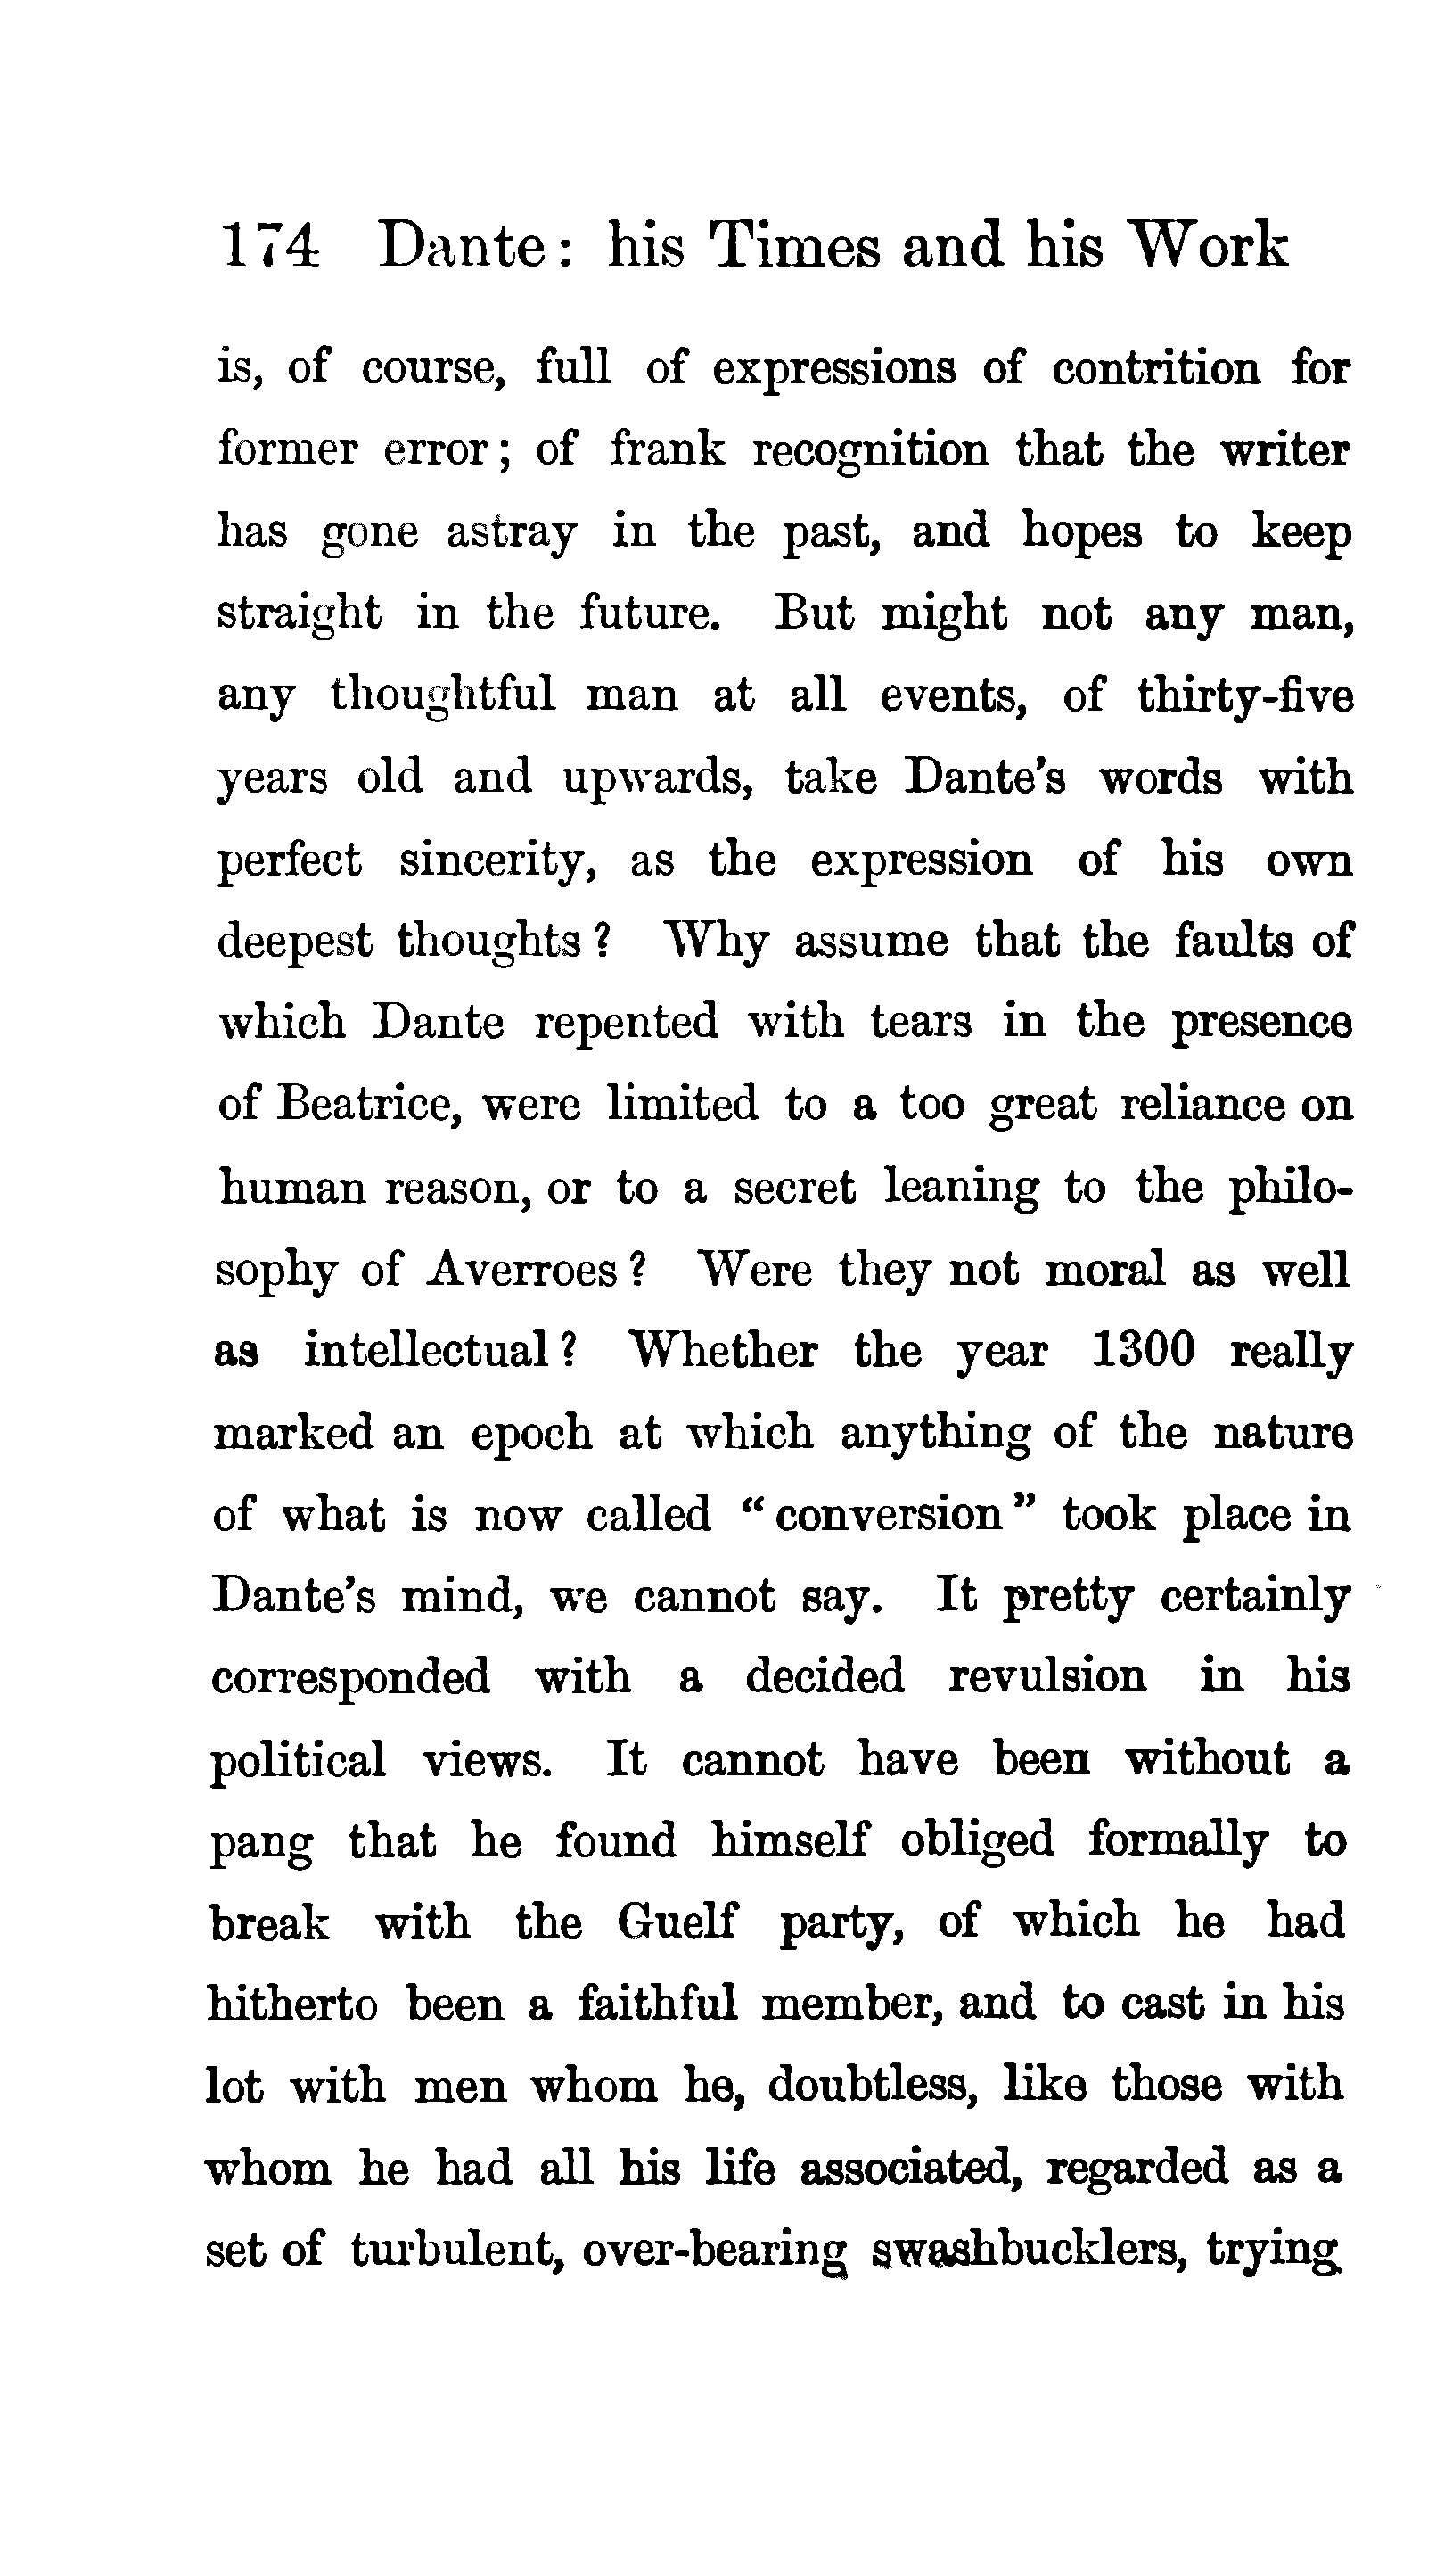 174 Dante: his Times and his Work
is, of course, full of expressions of contrition for
former error; of frank recognition that the writer
has gone astray in the past, and hopes to keep
straight in the future. But might not any man,
any thoughtful man at all events, of thirty-five
years old and upwards, take Dante's words with
perfect sincerity, as the expression of his own
deepest thoughts? Why assume that the faults of
which Dante repented with tears in the presence
of Beatrice, were limited to a too great reliance on
human reason, or to a secret leaning to the philo-
sophy of Averroes? Were they not moral as well
as intellectual? Whether the year 1300 really
marked an epoch at which anything of the nature
of what is now called "conversion" took place in
Dante's mind, we cannot say. It pretty certainly
corresponded with a decided revulsion in his
political views. It cannot have been without a
pang that he found himself obliged formally to
break with the Guelf party, of which he had
hitherto been a faithful member, and to cast in his
lot with men whom he, doubtless, like those with
whom he had all his life associated, regarded as a
set of turbulent, over-bearing swashbucklers, trying